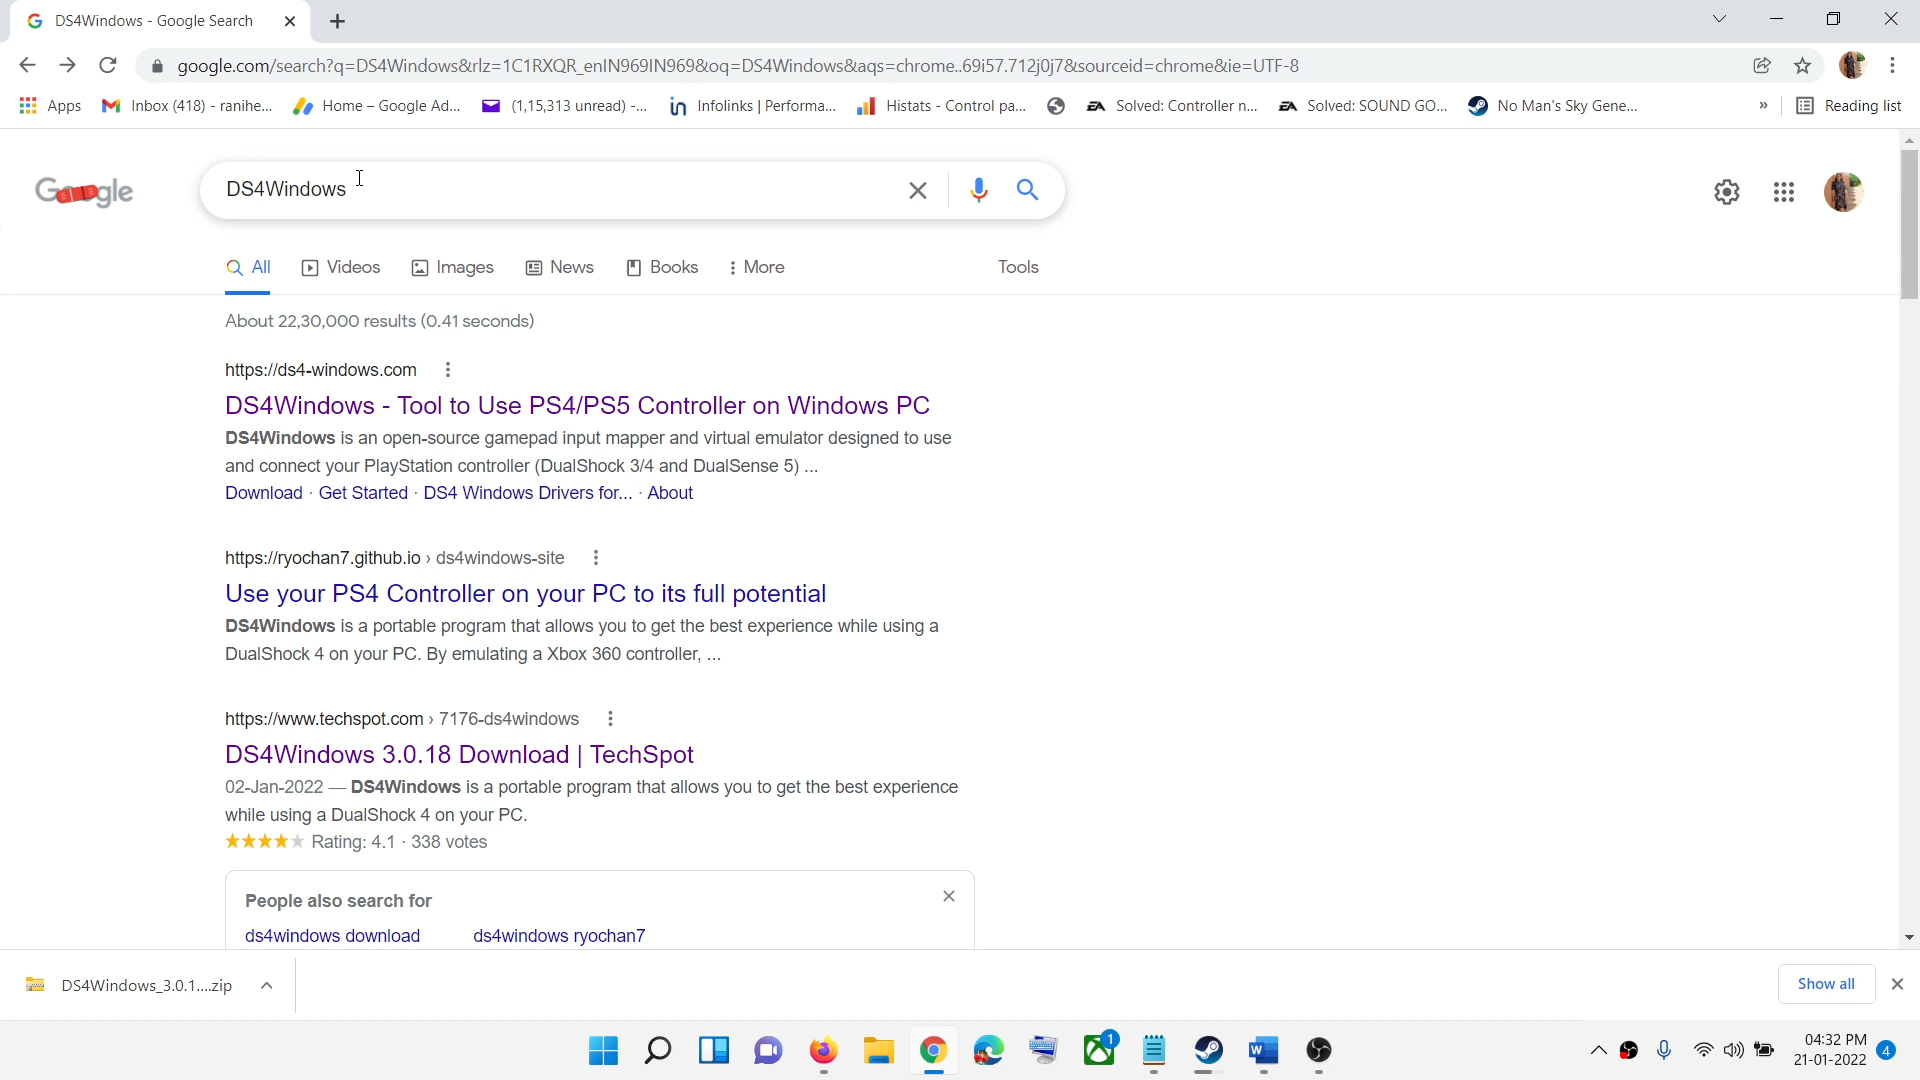 DS4Windows - Google Search
google.com/search?q=DS4Windows&rlz=1C1RXQR_enIN969IN969&oq=DS4Windows&aqs=chrome..69i57.712j0j7&sourceid=chrome&ie=UTF-8
Apps Inbox (418) - ranihe... Home – Google Ad... (1,15,313 unread) -... Infolinks | Performa... Histats - Control pa... Solved: Controller n... Solved: SOUND GO... No Man's Sky Gene... » Reading list
Google DS4Windows
All Videos Images News Books More Tools
About 22,30,000 results (0.41 seconds)
https://ds4-windows.com
DS4Windows - Tool to Use PS4/PS5 Controller on Windows PC
DS4Windows is an open-source gamepad input mapper and virtual emulator designed to use
and connect your PlayStation controller (DualShock 3/4 and DualSense 5) ...
Download · Get Started · DS4 Windows Drivers for... · About
https://ryochan7.github.io › ds4windows-site
Use your PS4 Controller on your PC to its full potential
DS4Windows is a portable program that allows you to get the best experience while using a
DualShock 4 on your PC. By emulating a Xbox 360 controller, ...
https://www.techspot.com › 7176-ds4windows
DS4Windows 3.0.18 Download | TechSpot
02-Jan-2022 — DS4Windows is a portable program that allows you to get the best experience
while using a DualShock 4 on your PC.
Rating: 4.1 · 338 votes
People also search for
ds4windows download ds4windows ryochan7
DS4Windows_3.0.1....zip Show all
1
04:32 PM
21-01-2022 4